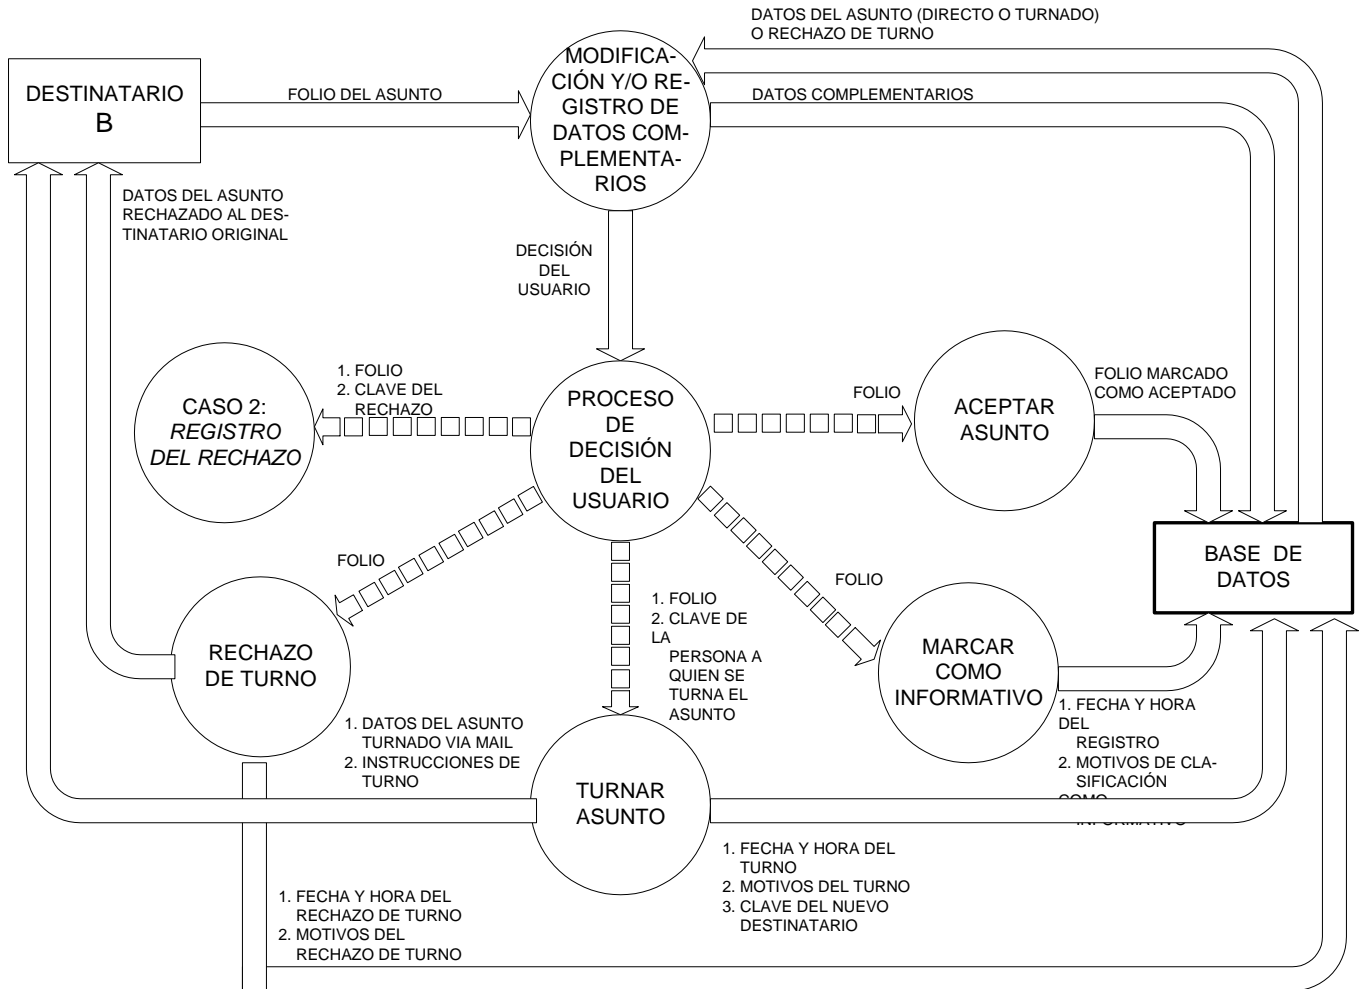 DATOS DEL ASUNTO (DIRECTO O TURNADO)
O RECHAZO DE TURNO
DESTINATARIO
B
FOLIO DEL ASUNTO
MODIFICA-
CIÓN Y/O RE-
GISTRO DE
DATOS COM-
PLEMENTA-
RIOS
DATOS COMPLEMENTARIOS
DATOS DEL ASUNTO
RECHAZADO AL DES-
TINATARIO ORIGINAL
DECISIÓN
DEL
USUARIO
CASO 2:
REGISTRO
DEL RECHAZO
1. FOLIO
2. CLAVE DEL
RECHAZO
PROCESO
DE
DECISIÓN
DEL
USUARIO
FOLIO
ACEPTAR
ASUNTO
FOLIO MARCADO
COMO ACEPTADO
BASE DE
DATOS
FOLIO
RECHAZO
DE TURNO
1. FOLIO
2. CLAVE DE
LA
PERSONA A
QUIEN SE
TURNA EL
ASUNTO
FOLIO
MARCAR
COMO
INFORMATIVO
1. FECHA Y HORA
DEL
REGISTRO
2. MOTIVOS DE CLA-
SIFICACIÓN
COMO
INFORMATIVO
1. DATOS DEL ASUNTO
TURNADO VIA MAIL
2. INSTRUCCIONES DE
TURNO
TURNAR
ASUNTO
1. FECHA Y HORA DEL
TURNO
2. MOTIVOS DEL TURNO
3. CLAVE DEL NUEVO
DESTINATARIO
1. FECHA Y HORA DEL
RECHAZO DE TURNO
2. MOTIVOS DEL
RECHAZO DE TURNO